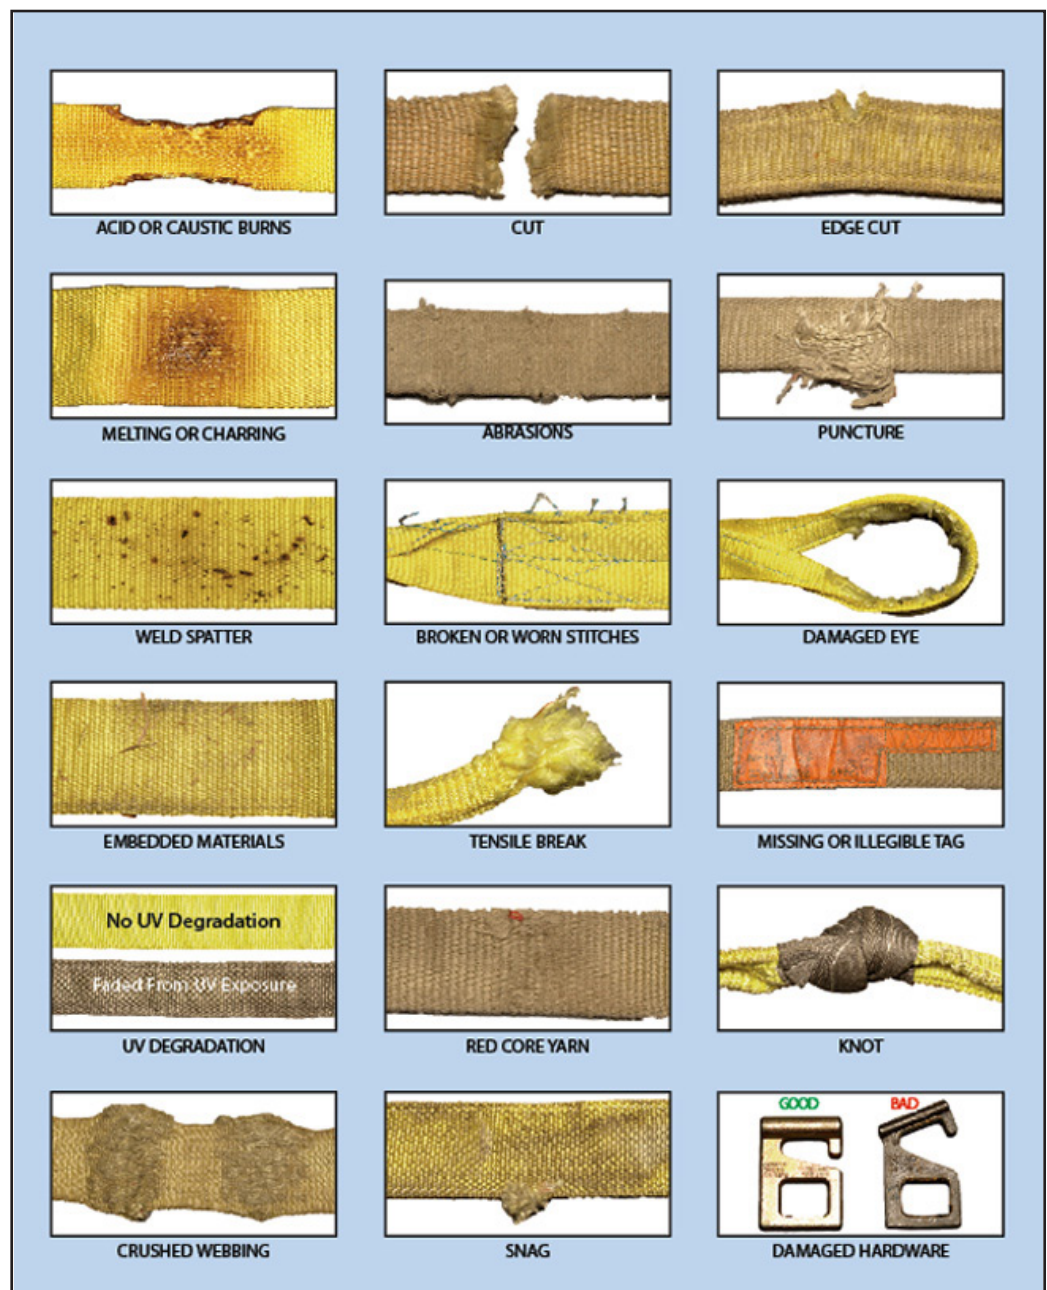 ACID OR CAUSTIC BURNS
CUT
EDGE CUT
MELTING OR CHARRING
ABRASIONS
PUNCTURE
WELD SPATTER
BROKEN OR WORN STITCHES
DAMAGED EYE
EMBEDDED MATERIALS
TENSILE BREAK
MISSING OR ILLEGIBLE TAG
No UV Degradation
Faded From UV Exposure
UV DEGRADATION
RED CORE YARN
KNOT
GOOD
BAD
CRUSHED WEBBING
SNAG
DAMAGED HARDWARE